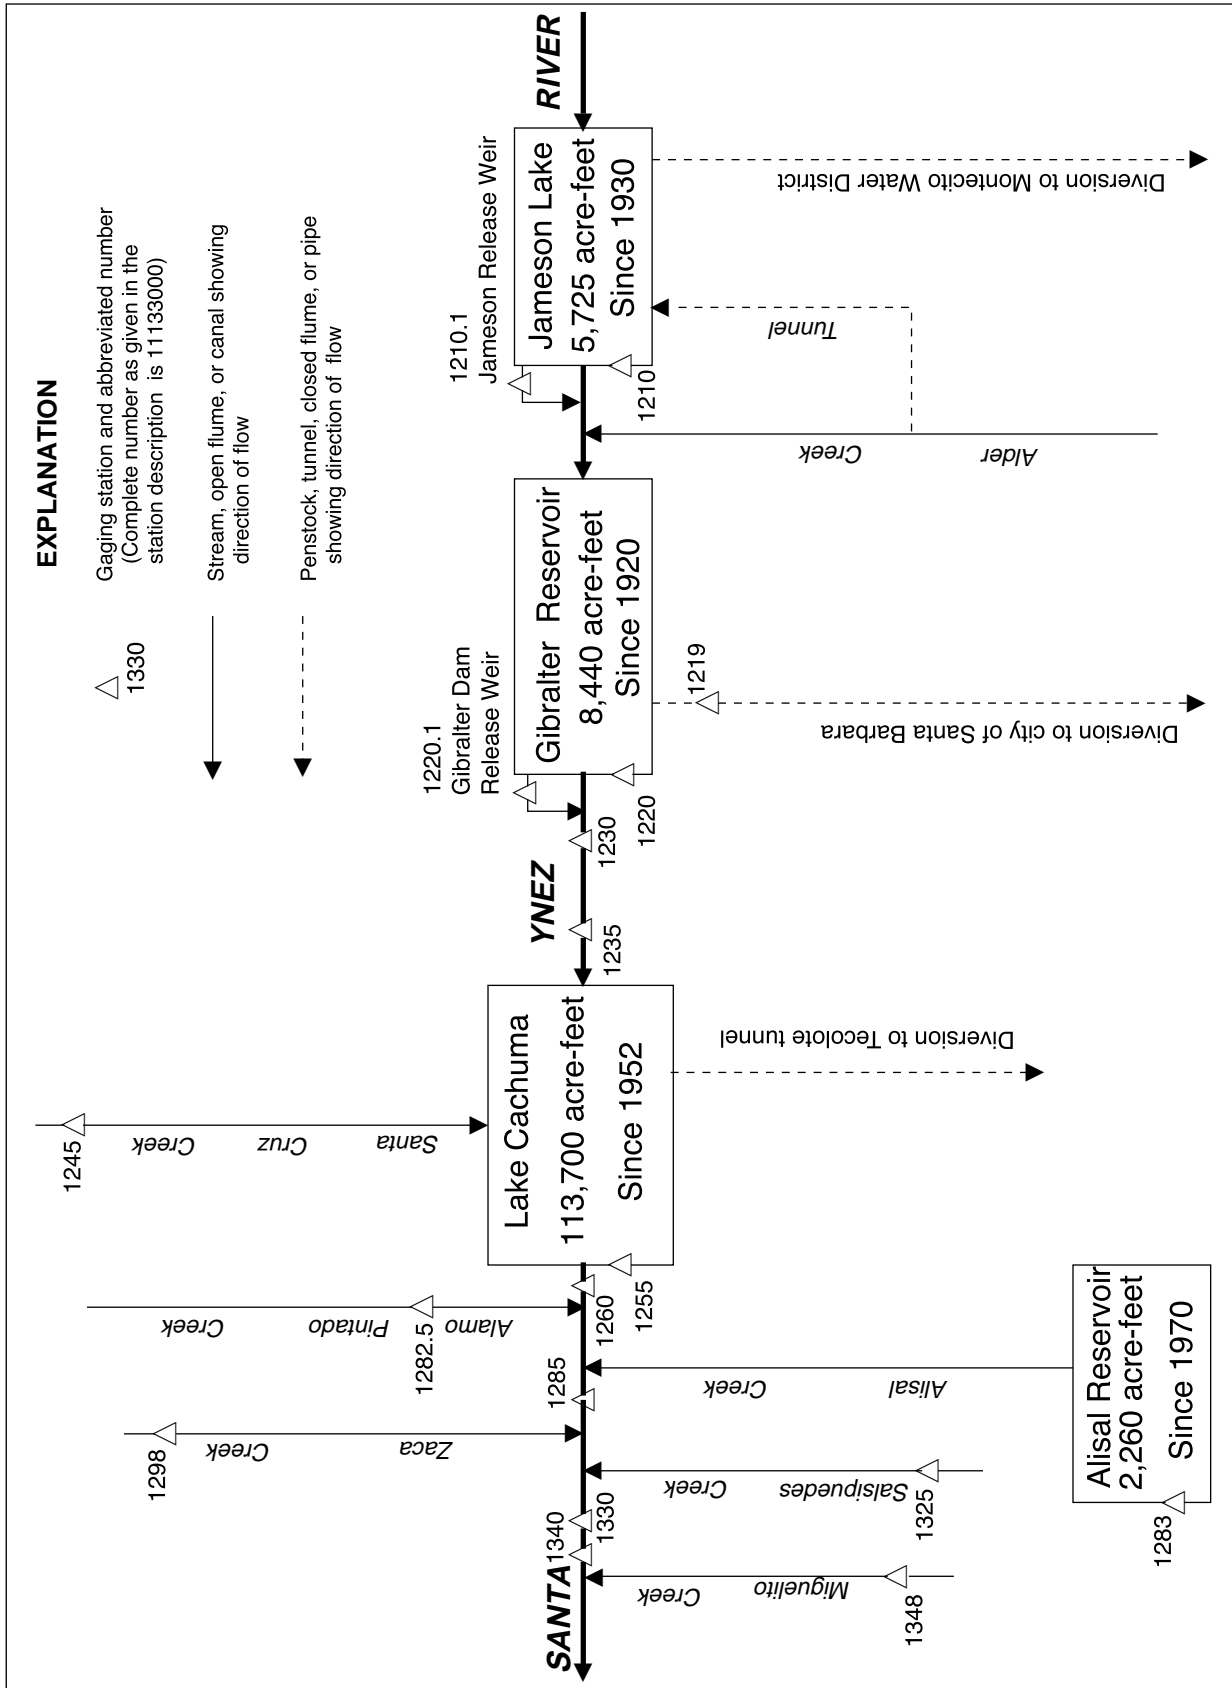 EXPLANATION
1330
Gaging station and abbreviated number
(Complete number as given in the
station description is 11133000)
Stream, open flume, or canal showing
direction of flow
Penstock, tunnel, closed flume, or pipe
showing direction of flow
SANTA
YNEZ
RIVER
1210.1
Jameson Release Weir
Jameson Lake
5,725 acre-feet
Since 1930
1210
Diversion to Montecito Water District
Tunnel
Alder
Creek
1220.1
Gibralter Dam
Release Weir
Gibralter Reservoir
8,440 acre-feet
Since 1920
1220
1219
Diversion to city of Santa Barbara
1230
1235
Lake Cachuma
113,700 acre-feet
Since 1952
1255
Diversion to Tecolote tunnel
1245
Santa
Cruz
Creek
1260
1282.5
Alamo
Pintado
Creek
1285
Alisal
Creek
Alisal Reservoir
2,260 acre-feet
Since 1970
1283
1298
Zaca
Creek
Salsipuedes
Creek
1325
1330
1340
Miguelito
Creek
1348